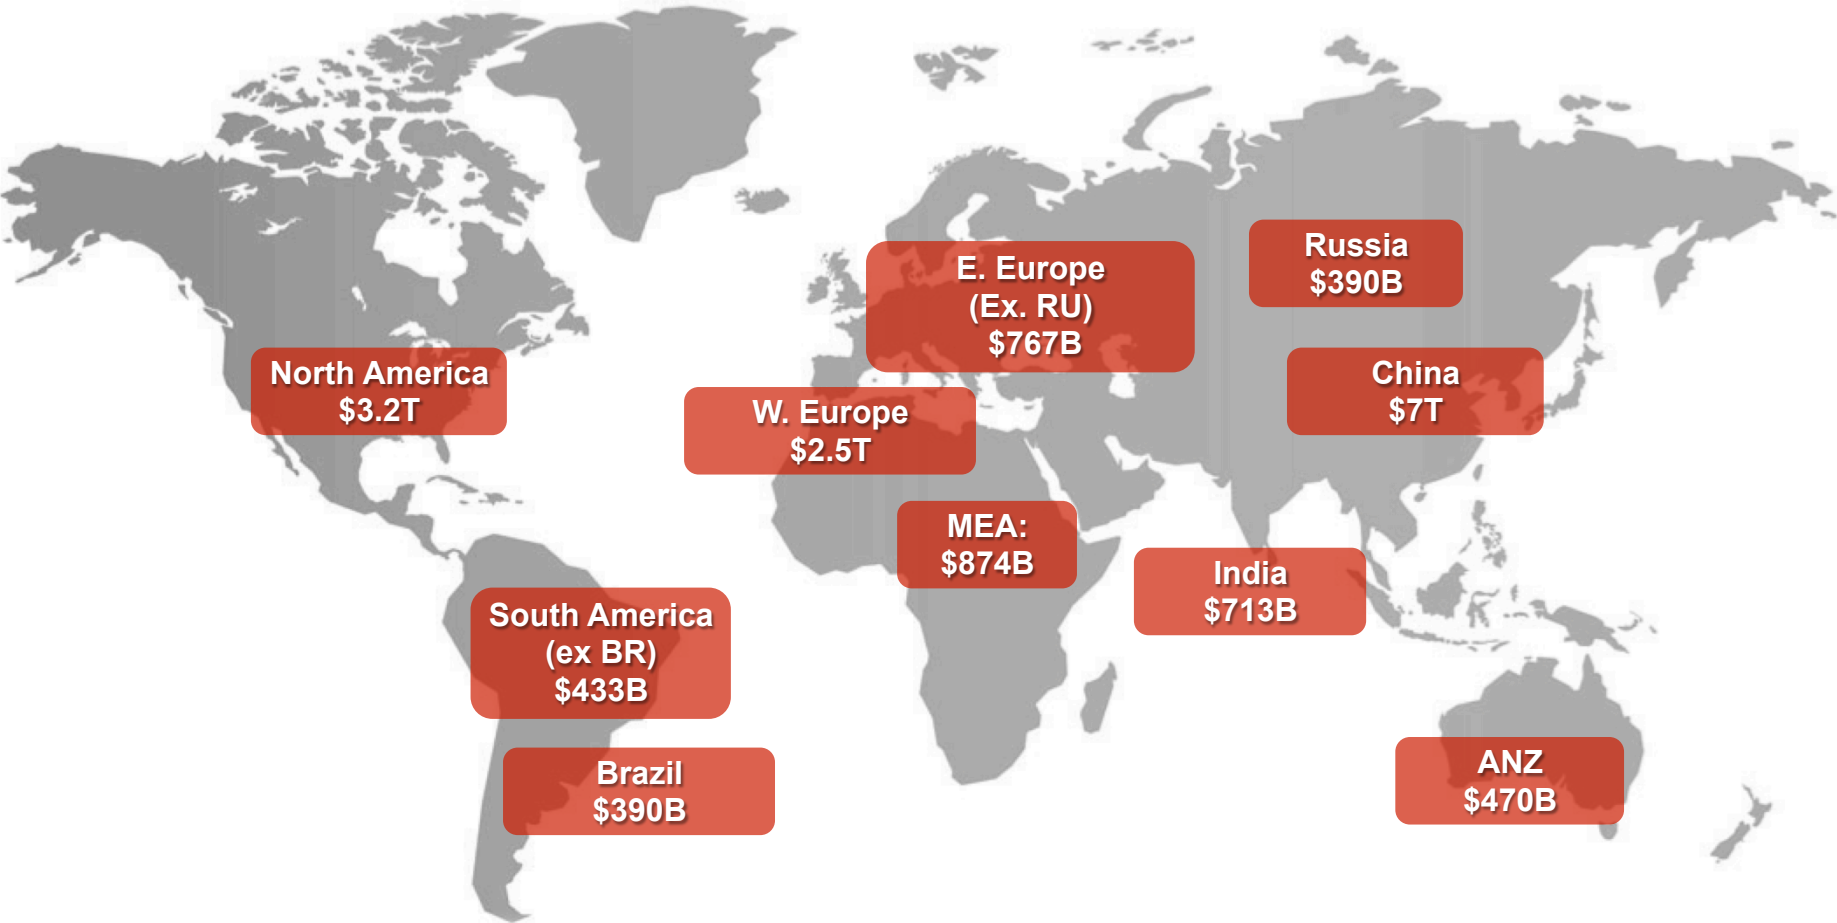 Russia
$390B
E. Europe
(Ex. RU)
$767B
North America
$3.2T
China
$7T
W. Europe
$2.5T
MEA:
$874B
India
$713B
South America
(ex BR)
$433B
Brazil
$390B
ANZ
$470B